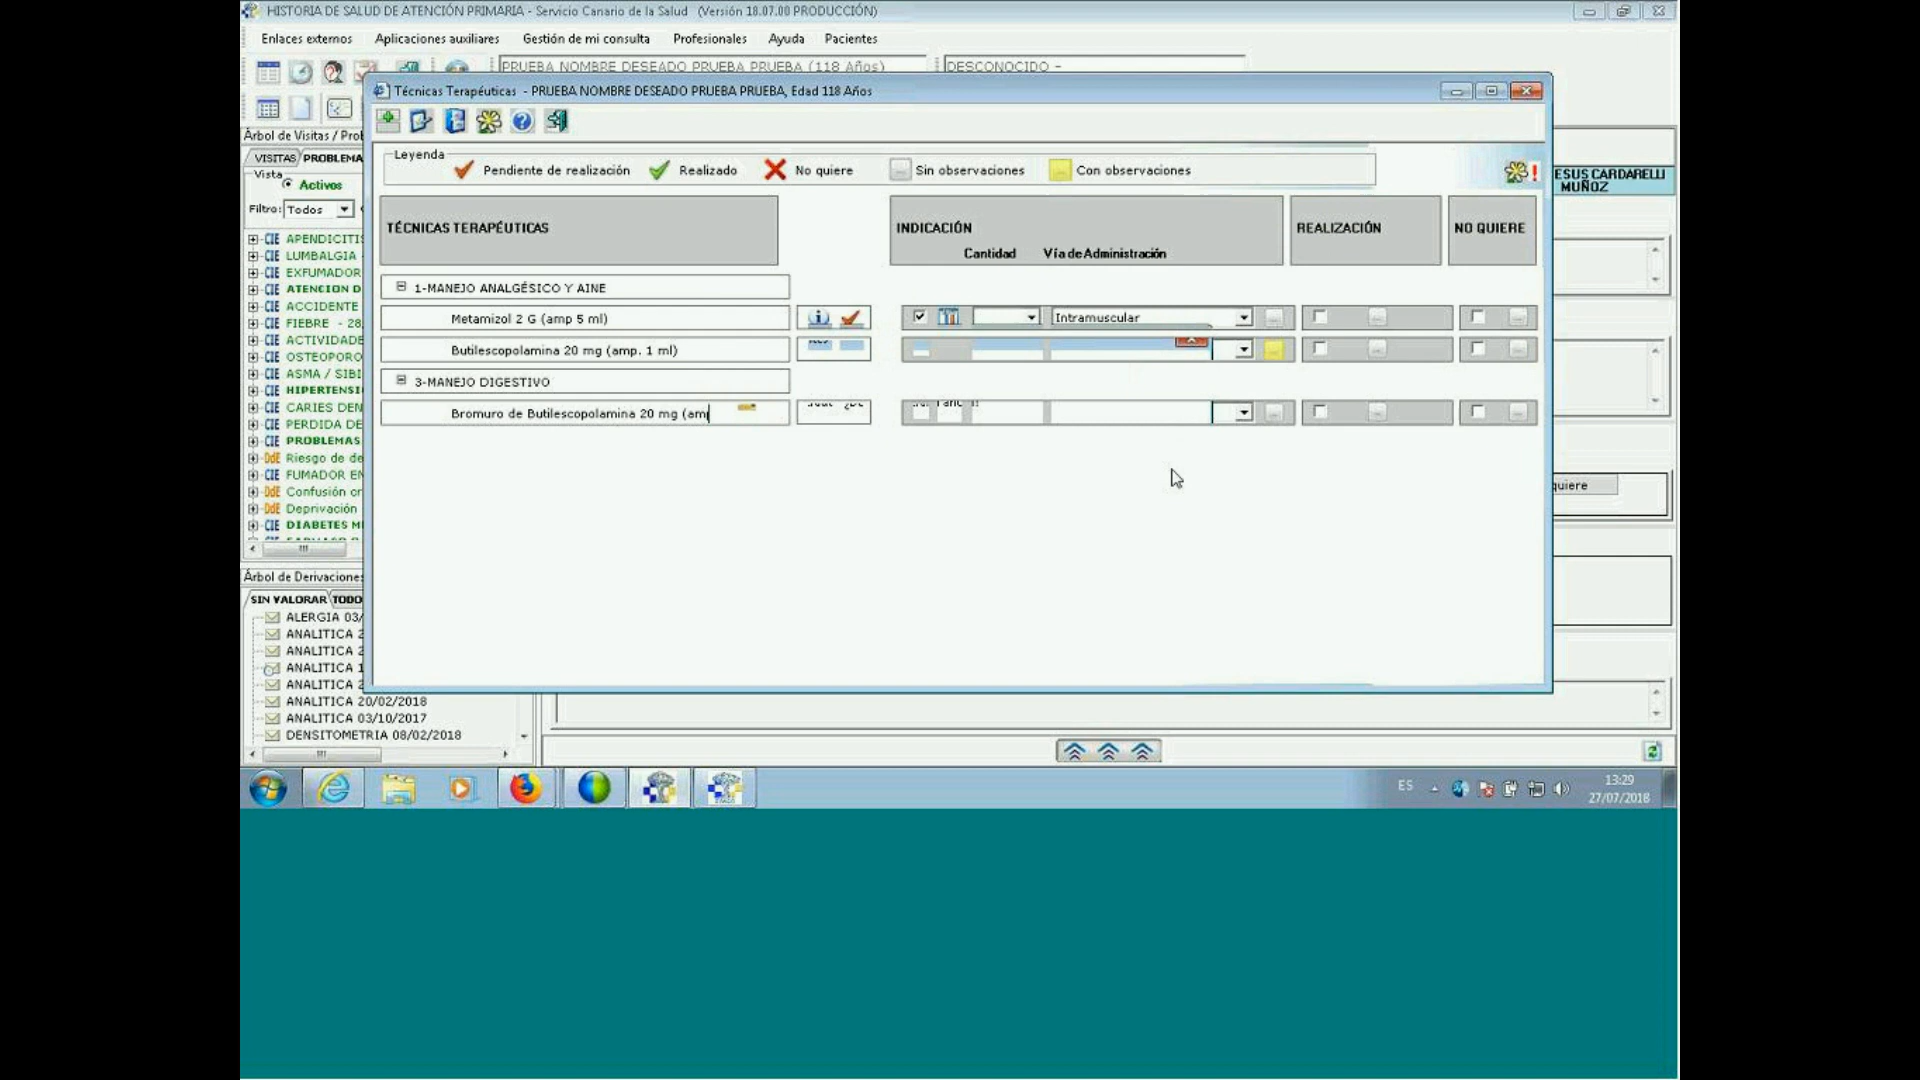 HISTORIA DE SALUD DE ATENCIÓN PRIMARIA - Servicio Canario de la Salud (Versión 18.07.00 PRODUCCIÓN)
Enlaces externos Aplicaciones auxiliares Gestión de mi consulta Profesionales Ayuda Pacientes
PRUEBA NOMBRE DESEADO PRUEBA PRUEBA (118 Años) DESCONOCIDO -
Técnicas Terapéuticas - PRUEBA NOMBRE DESEADO PRUEBA PRUEBA, Edad 118 Años
Árbol de Visitas / Prob
VISITAS PROBLEMA
Vista
Activos
Filtro: Todos
CIE APENDICITIS
CIE LUMBALGIA -
CIE EXFUMADOR
CIE ATENCION D
CIE ACCIDENTE
CIE FIEBRE - 28
CIE ACTIVIDADE
CIE OSTEOPORO
CIE ASMA / SIBI
CIE HIPERTENSI
CIE CARIES DEN
CIE PERDIDA DE
CIE PROBLEMAS
DdE Riesgo de de
CIE FUMADOR EN
DdE Confusión cr
DdE Deprivación
CIE DIABETES M
Leyenda
Pendiente de realización Realizado No quiere Sin observaciones Con observaciones
ESUS CARDARELLI
MUÑOZ
TÉCNICAS TERAPÉUTICAS INDICACIÓN REALIZACIÓN NO QUIERE
Cantidad Vía de Administración
1-MANEJO ANALGÉSICO Y AINE
Metamizol 2 G (amp 5 ml) Intramuscular
Butilescopolamina 20 mg (amp. 1 ml)
3-MANEJO DIGESTIVO
Bromuro de Butilescopolamina 20 mg (am
quiere
Árbol de Derivaciones
SIN VALORAR TODO
ALERGIA 03/
ANALITICA 2
ANALITICA 2
ANALITICA 1
ANALITICA 2
ANALITICA 20/02/2018
ANALITICA 03/10/2017
DENSITOMETRIA 08/02/2018
ES
13:29
27/07/2018